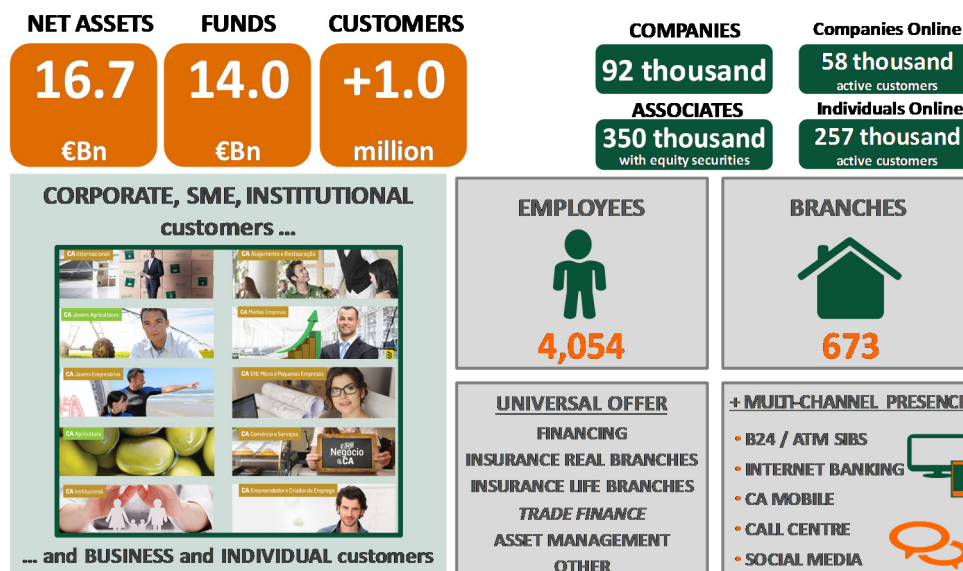 NET ASSETS
FUNDS
CUSTOMERS
16.7
€Bn
14.0
€Bn
+1.0
million
COMPANIES
92 thousand
ASSOCIATES
350 thousand
with equity securities
Companies Online
58 thousand
active customers
Individuals Online
257 thousand
active customers
CORPORATE, SME, INSTITUTIONAL
customers ...
CA Internacional
CA Alojamento e Restauração
CA Jovens Agricultores
CA Médias Empresas
CA Jovens Empresários
CA ENI, Micro e Pequenas Empresas
CA Agricultura
CA Comércio e Serviços
Negócio
CA
CA Institucional
CA Empreendedor e Criador de Emprego
... and BUSINESS and INDIVIDUAL customers
EMPLOYEES
4,054
BRANCHES
673
UNIVERSAL OFFER
FINANCING
INSURANCE REAL BRANCHES
INSURANCE LIFE BRANCHES
TRADE FINANCE
ASSET MANAGEMENT
OTHER
+ MULTI-CHANNEL PRESENC
• B24 / ATM SIBS
• INTERNET BANKING
• CA MOBILE
• CALL CENTRE
• SOCIAL MEDIA